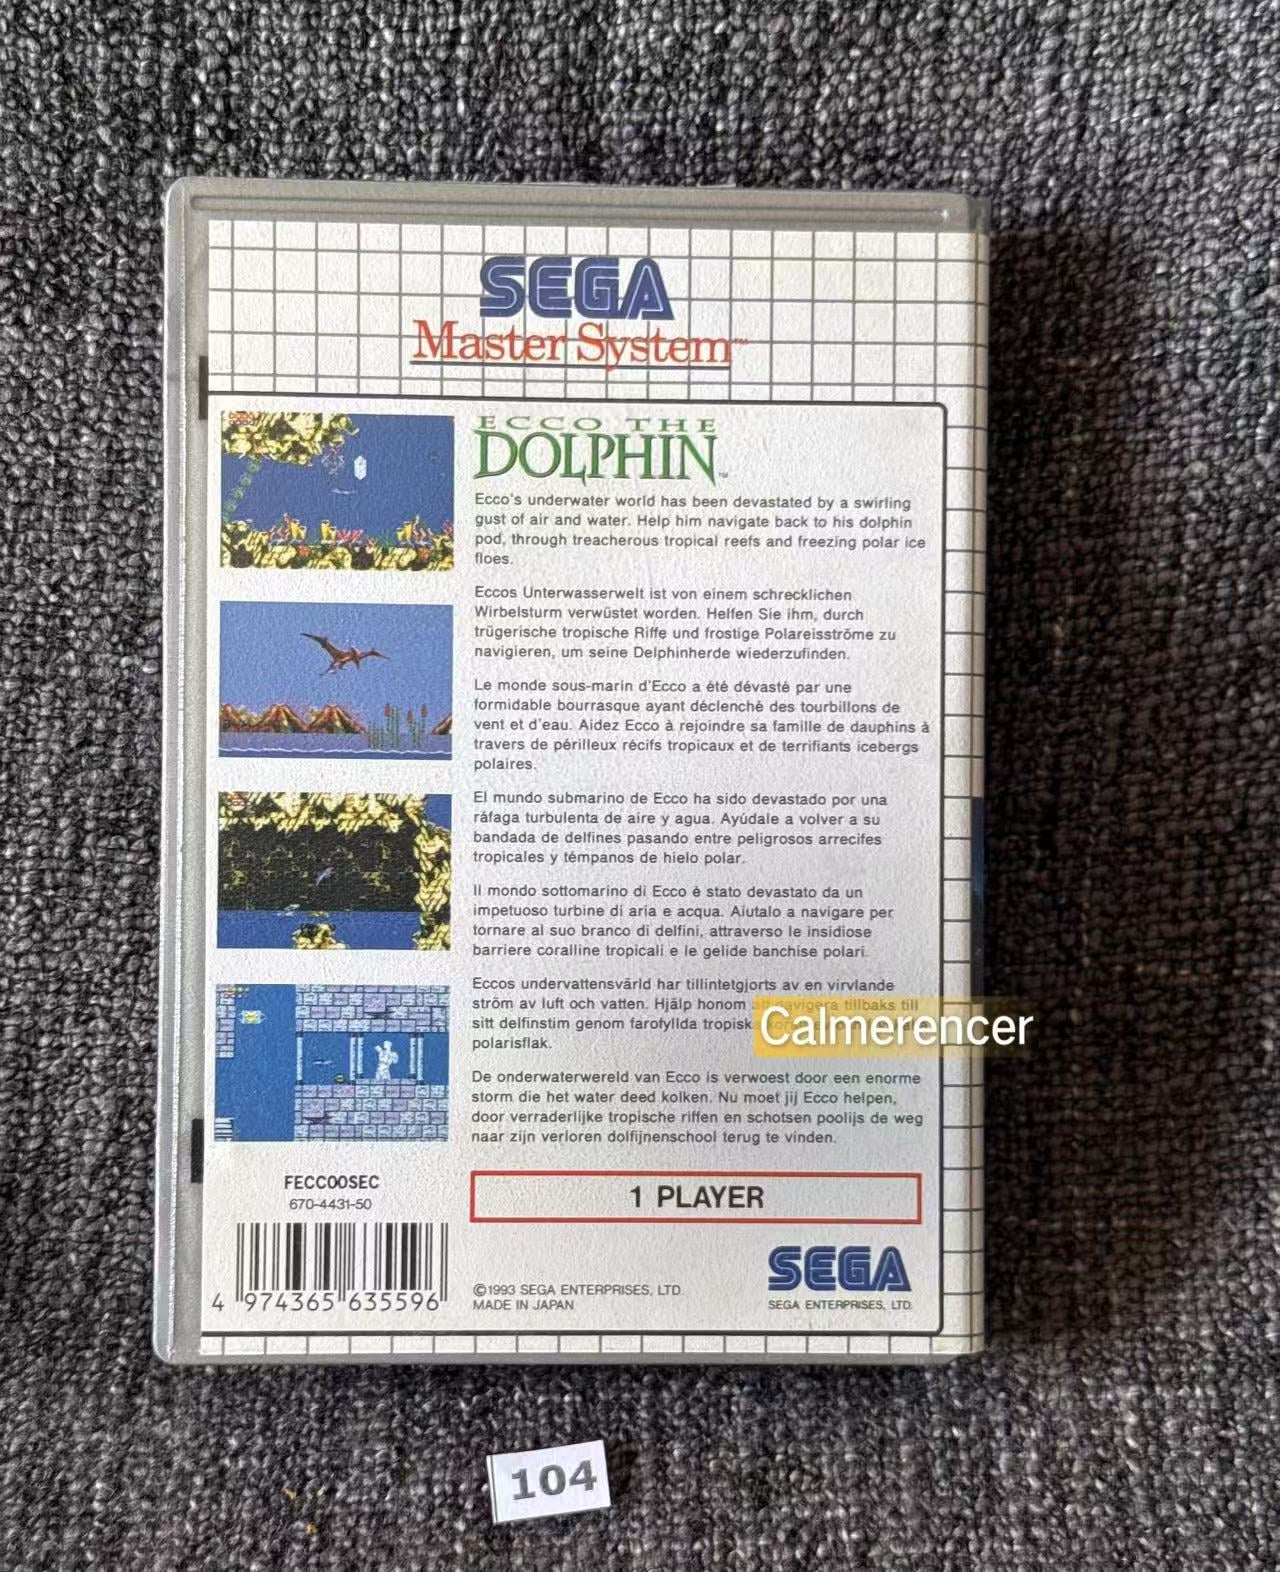 SEGA
Master System™
ECCO THE
DOLPHIN™
Ecco's underwater world has been devastated by a swirling
gust of air and water. Help him navigate back to his dolphin
pod, through treacherous tropical reefs and freezing polar ice
floes.
Eccos Unterwasserwelt ist von einem schrecklichen
Wirbelsturm verwüstet worden. Helfen Sie ihm, durch
trügerische tropische Riffe und frostige Polareisströme zu
navigieren, um seine Delphinherde wiederzufinden.
Le monde sous-marin d'Ecco a été dévasté par une
formidable bourrasque ayant déclenché des tourbillons de
vent et d'eau. Aidez Ecco à rejoindre sa famille de dauphins à
travers de périlleux récifs tropicaux et de terrifiants icebergs
polaires.
El mundo submarino de Ecco ha sido devastado por una
ráfaga turbulenta de aire y agua. Ayúdale a volver a su
bandada de delfines pasando entre peligrosos arrecifes
tropicales y témpanos de hielo polar.
Il mondo sottomarino di Ecco è stato devastato da un
impetuoso turbine di aria e acqua. Aiutalo a navigare per
tornare al suo branco di delfini, attraverso le insidiose
barriere coralline tropicali e le gelide banchise polari.
Eccos undervattensvärld har tillintetgjorts av en virvlande
ström av luft och vatten. Hjälp honom att navigera tillbaks till
sitt delfinstim genom farofyllda tropisk
polarisflak.
Calmerencer
De onderwaterwereld van Ecco is verwoest door een enorme
storm die het water deed kolken. Nu moet jij Ecco helpen,
door verraderlijke tropische riffen en schotsen poolijs de weg
naar zijn verloren dolfijnenschool terug te vinden.
FECC00SEC
670-4431-50
1 PLAYER
4 974365 635596
©1993 SEGA ENTERPRISES, LTD.
MADE IN JAPAN
SEGA
SEGA ENTERPRISES, LTD.
104